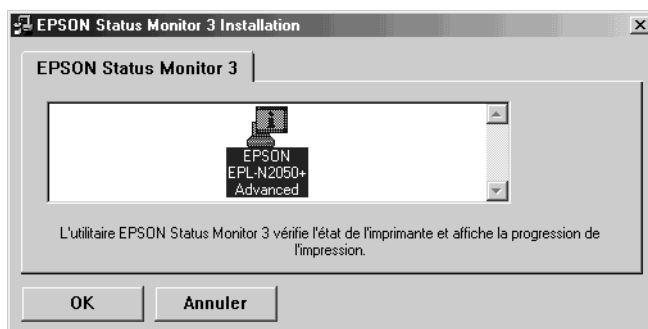 EPSON Status Monitor 3 Installation
EPSON Status Monitor 3
EPSON
EPL-N2050+
Advanced
L'utilitaire EPSON Status Monitor 3 vérifie l'état de l'imprimante et affiche la progression de
l'impression.
OK
Annuler